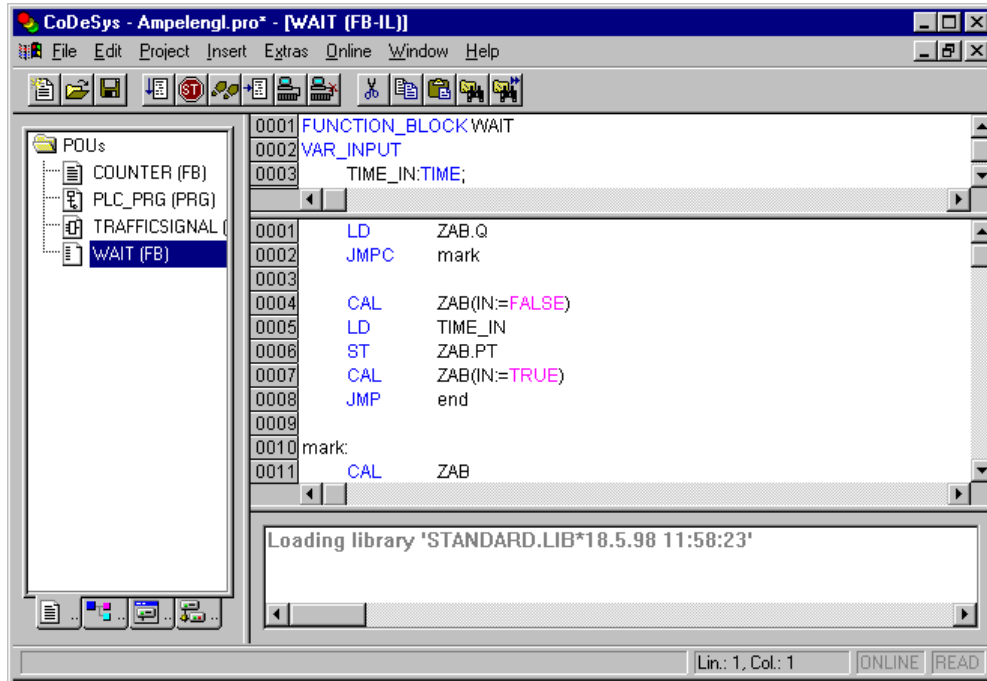 CoDeSys - Ampelengl.pro* - [WAIT (FB-IL)]
File Edit Project Insert Extras Online Window Help
ST
POUs
COUNTER (FB)
PLC_PRG (PRG)
TRAFFICSIGNAL (
WAIT (FB)
0001 FUNCTION_BLOCK WAIT
0002 VAR_INPUT
0003 TIME_IN:TIME;
0001 LD ZAB.Q
0002 JMPC mark
0003
0004 CAL ZAB(IN:=FALSE)
0005 LD TIME_IN
0006 ST ZAB.PT
0007 CAL ZAB(IN:=TRUE)
0008 JMP end
0009
0010 mark:
0011 CAL ZAB
Loading library 'STANDARD.LIB*18.5.98 11:58:23'
.. .. .. ..
Lin.: 1, Col.: 1 ONLINE READ